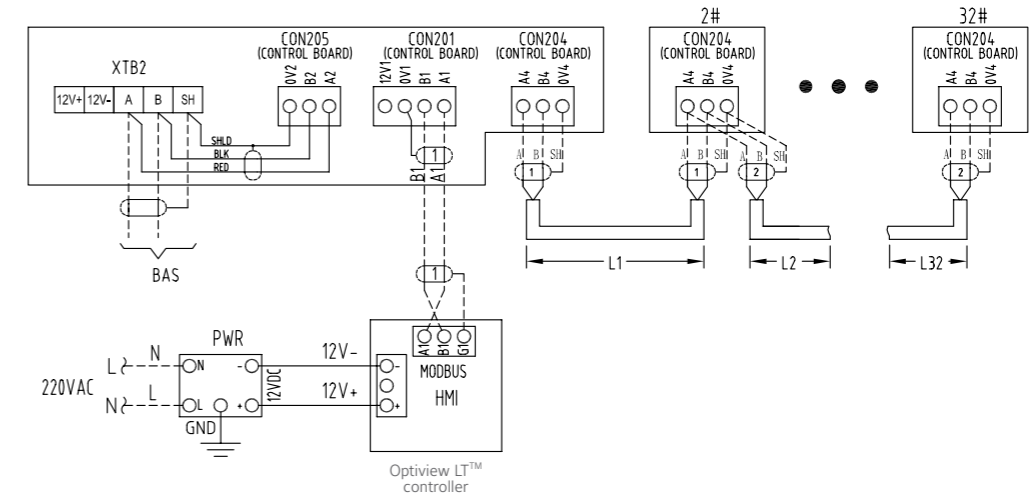 2#
32#
CON205
(CONTROL BOARD)
CON201
(CONTROL BOARD)
CON204
(CONTROL BOARD)
CON204
(CONTROL BOARD)
CON204
(CONTROL BOARD)
XTB2
0V2
B2
A2
12V1
0V1
B1
A1
A4
B4
0V4
A4
B4
0V4
A4
B4
0V4
12V+
12V-
A
B
SH
SHLD
BLK
RED
1
B1
A1
A
B
SH
1
A
B
SH
1
A
B
SH
2
A
B
SH
2
BAS
L1
L2
L32
1
A1
B1
G1
MODBUS
HMI
PWR
220VAC
L
N
N
L
N
L
-
+
12VDC
GND
12V-
12V+
-
+
Optiview LT™
controller